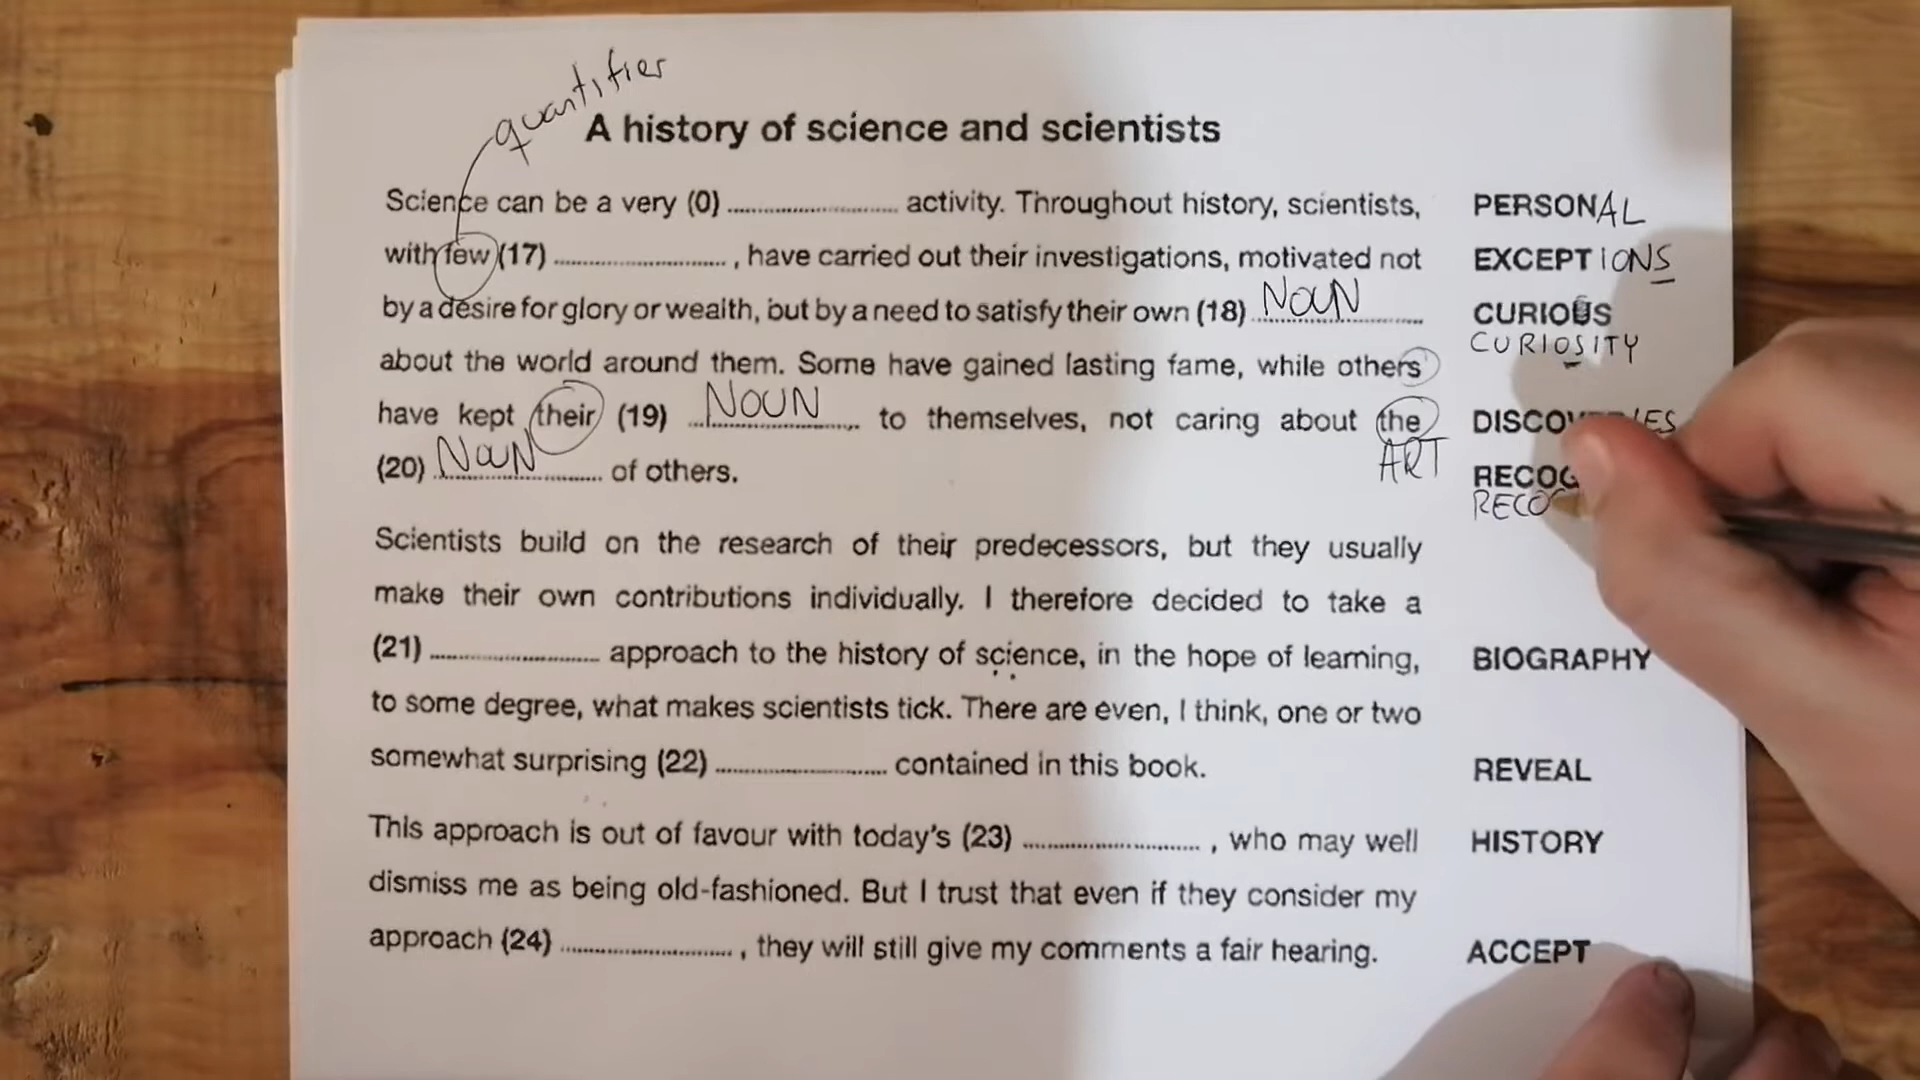 quantifier
A history of science and scientists
Science can be a very (0) ........................ activity. Throughout history, scientists, PERSONAL
with few (17) ........................ , have carried out their investigations, motivated not EXCEPTIONS
by a desire for glory or wealth, but by a need to satisfy their own (18) NOUN ........................ CURIOUS
CURIOSITY
about the world around them. Some have gained lasting fame, while others
have kept their (19) NOUN ........................ to themselves, not caring about the
ART
(20) NOUN ........................ of others.
RECO
Scientists build on the research of their predecessors, but they usually
make their own contributions individually. I therefore decided to take a
(21) ........................ approach to the history of science, in the hope of learning, BIOGRAPHY
to some degree, what makes scientists tick. There are even, I think, one or two
somewhat surprising (22) ........................ contained in this book. REVEAL
This approach is out of favour with today's (23) ........................ , who may well HISTORY
dismiss me as being old-fashioned. But I trust that even if they consider my
approach (24) ........................ , they will still give my comments a fair hearing. ACCEPT